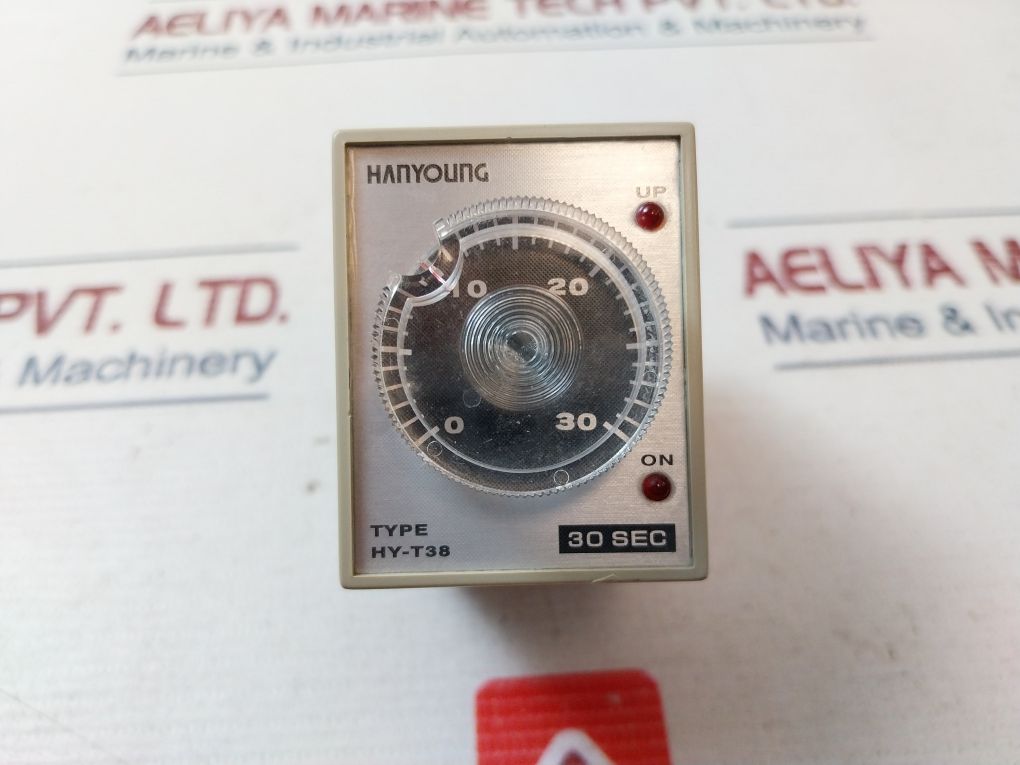 AELIYA MARINE TECH PVT. LTD.
Marine & Industrial Automation & Machinery
HANYOUNG
UP
10 20
0 30
ON
TYPE
HY-T38
30 SEC
PVT. LTD.
Machinery
AELIYA M
Marine & In